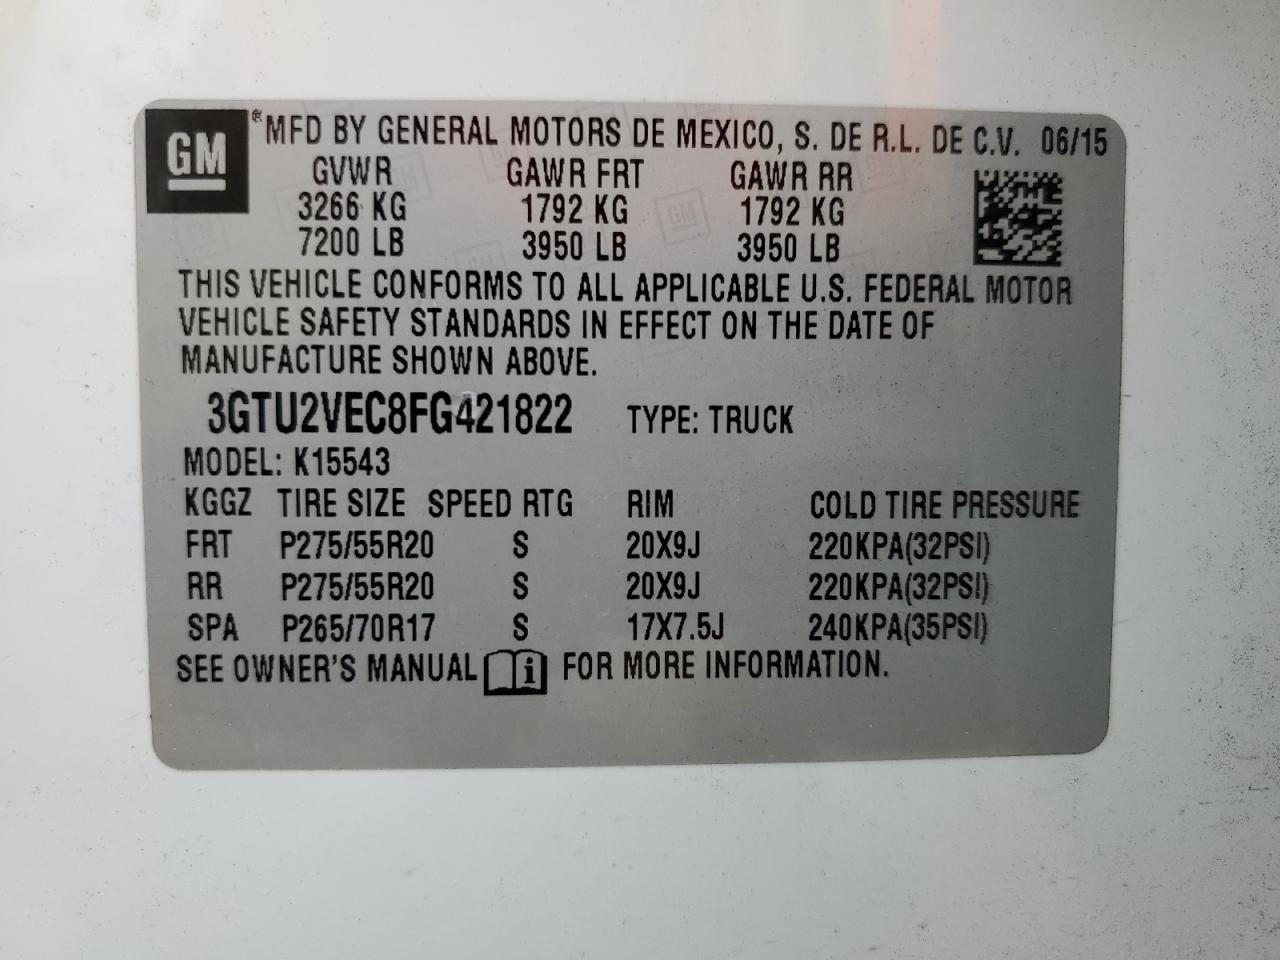 GM ® MFD BY GENERAL MOTORS DE MEXICO, S. DE R.L. DE C.V. 06/15
GVWR GAWR FRT GAWR RR
3266 KG 1792 KG 1792 KG
7200 LB 3950 LB 3950 LB
THIS VEHICLE CONFORMS TO ALL APPLICABLE U.S. FEDERAL MOTOR
VEHICLE SAFETY STANDARDS IN EFFECT ON THE DATE OF
MANUFACTURE SHOWN ABOVE.
3GTU2VEC8FG421822 TYPE: TRUCK
MODEL: K15543
KGGZ TIRE SIZE SPEED RTG RIM COLD TIRE PRESSURE
FRT P275/55R20 S 20X9J 220KPA(32PSI)
RR P275/55R20 S 20X9J 220KPA(32PSI)
SPA P265/70R17 S 17X7.5J 240KPA(35PSI)
SEE OWNER'S MANUAL i FOR MORE INFORMATION.